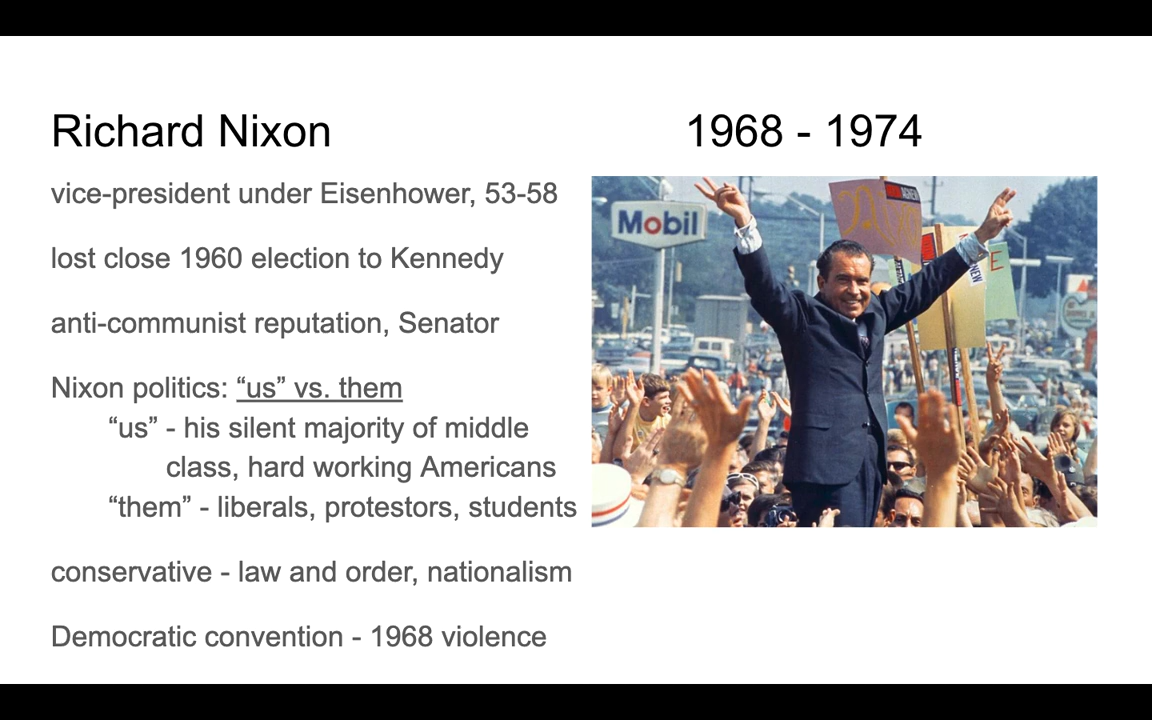 Richard Nixon 1968 - 1974
vice-president under Eisenhower, 53-58
lost close 1960 election to Kennedy
anti-communist reputation, Senator
Nixon politics: “us” vs. them
“us” - his silent majority of middle
class, hard working Americans
“them” - liberals, protestors, students
conservative - law and order, nationalism
Democratic convention - 1968 violence
Mobil